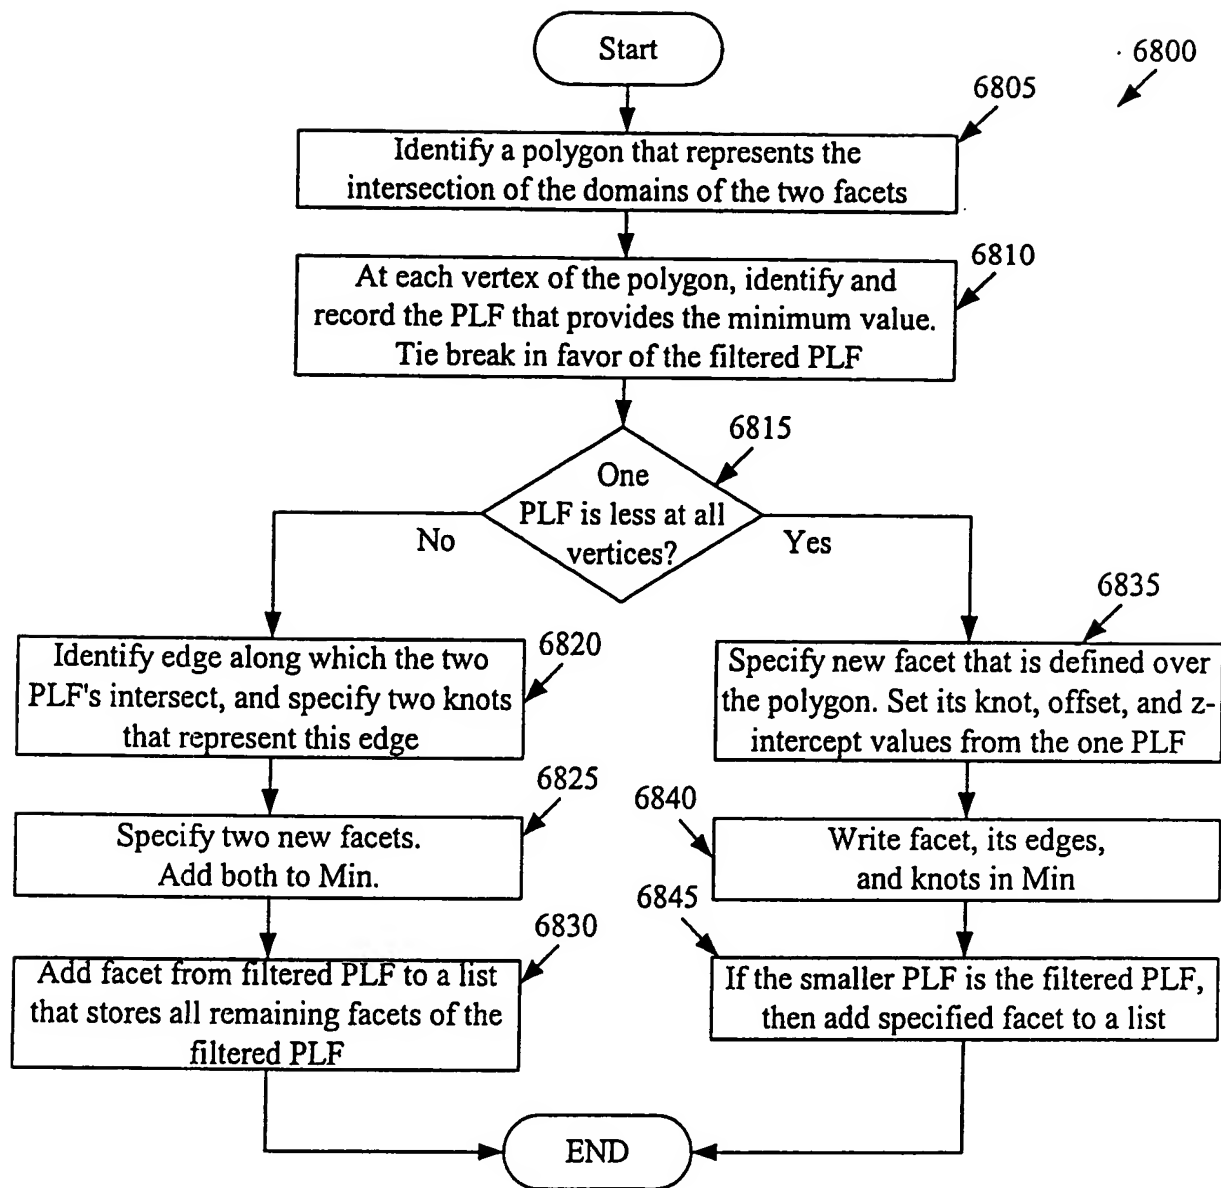 Start
6800
6805
Identify a polygon that represents the
intersection of the domains of the two facets
6810
At each vertex of the polygon, identify and
record the PLF that provides the minimum value.
Tie break in favor of the filtered PLF
6815
One
PLF is less at all
vertices?
No
Yes
6820
Identify edge along which the two
PLF's intersect, and specify two knots
that represent this edge
6835
Specify new facet that is defined over
the polygon. Set its knot, offset, and z-
intercept values from the one PLF
6825
Specify two new facets.
Add both to Min.
6840
Write facet, its edges,
and knots in Min
6830
Add facet from filtered PLF to a list
that stores all remaining facets of the
filtered PLF
6845
If the smaller PLF is the filtered PLF,
then add specified facet to a list
END